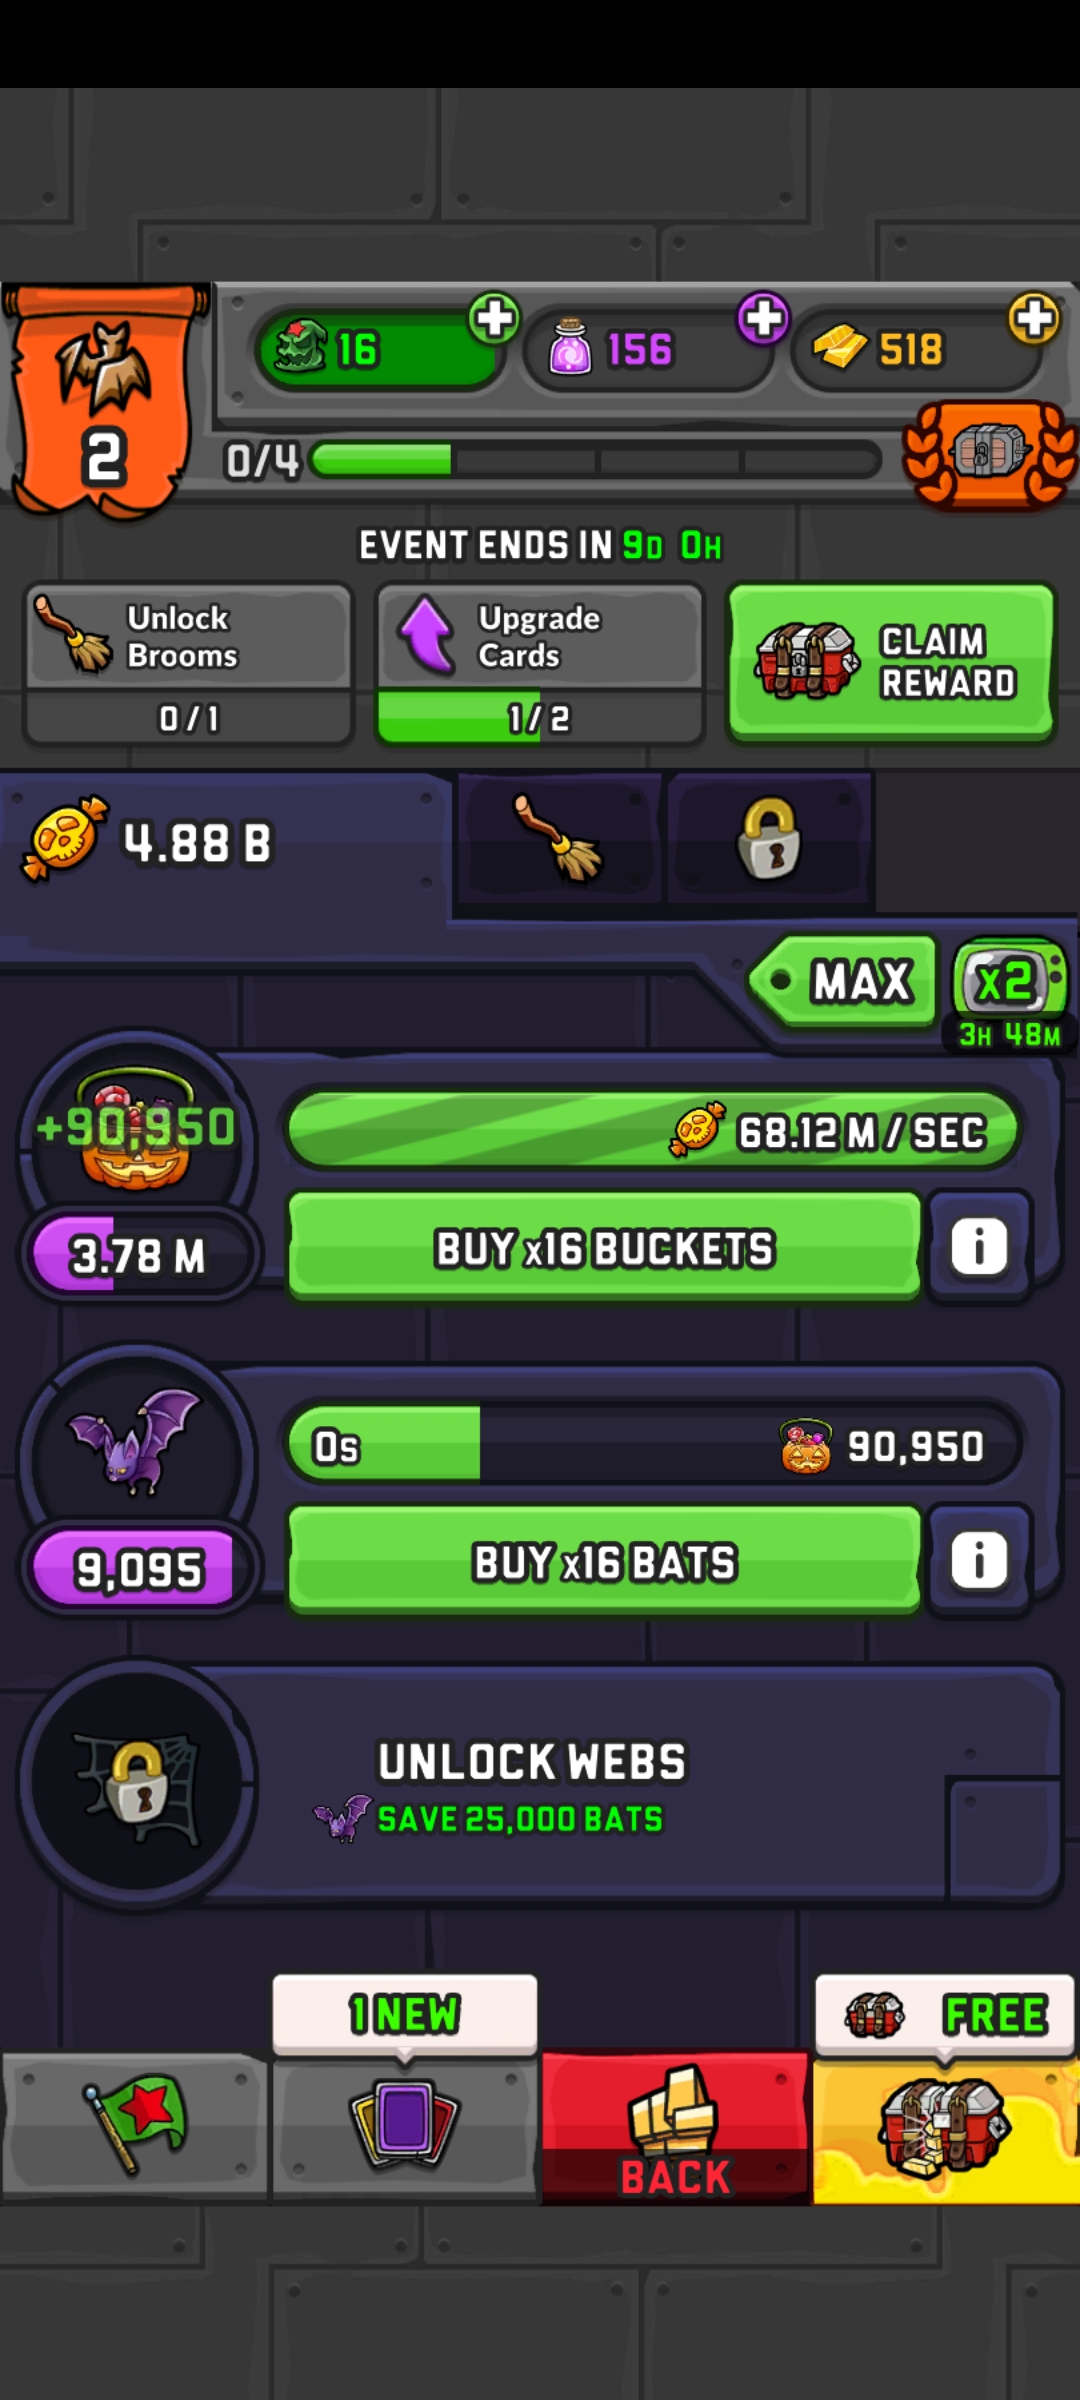 16
156
518
2
0/4
EVENT ENDS IN 9D 0H
Unlock
Brooms
0/1
Upgrade
Cards
1/2
CLAIM
REWARD
4.88 B
MAX
x2
3H 48M
+90,950
68.12 M / SEC
3.78 M
BUY x16 BUCKETS
i
0s
90,950
9,095
BUY x16 BATS
i
UNLOCK WEBS
SAVE 25,000 BATS
1 NEW
FREE
BACK